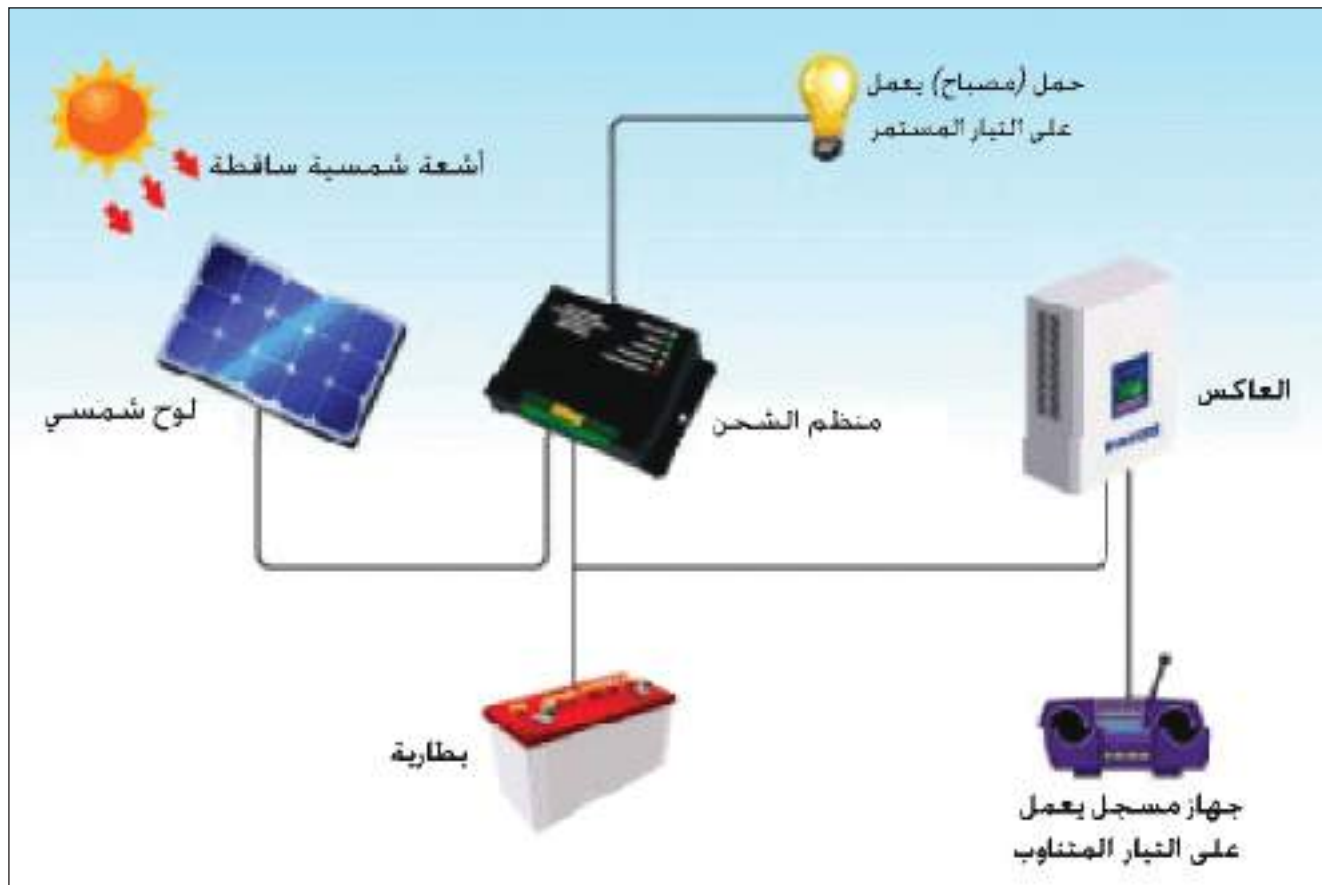 حمل (مصباح) يعمل
على التيار المستمر
أشعة شمسية ساقطة
لوح شمسي
منظم الشحن
العاكس
بطارية
جهاز مسجل يعمل
على التيار المتناوب